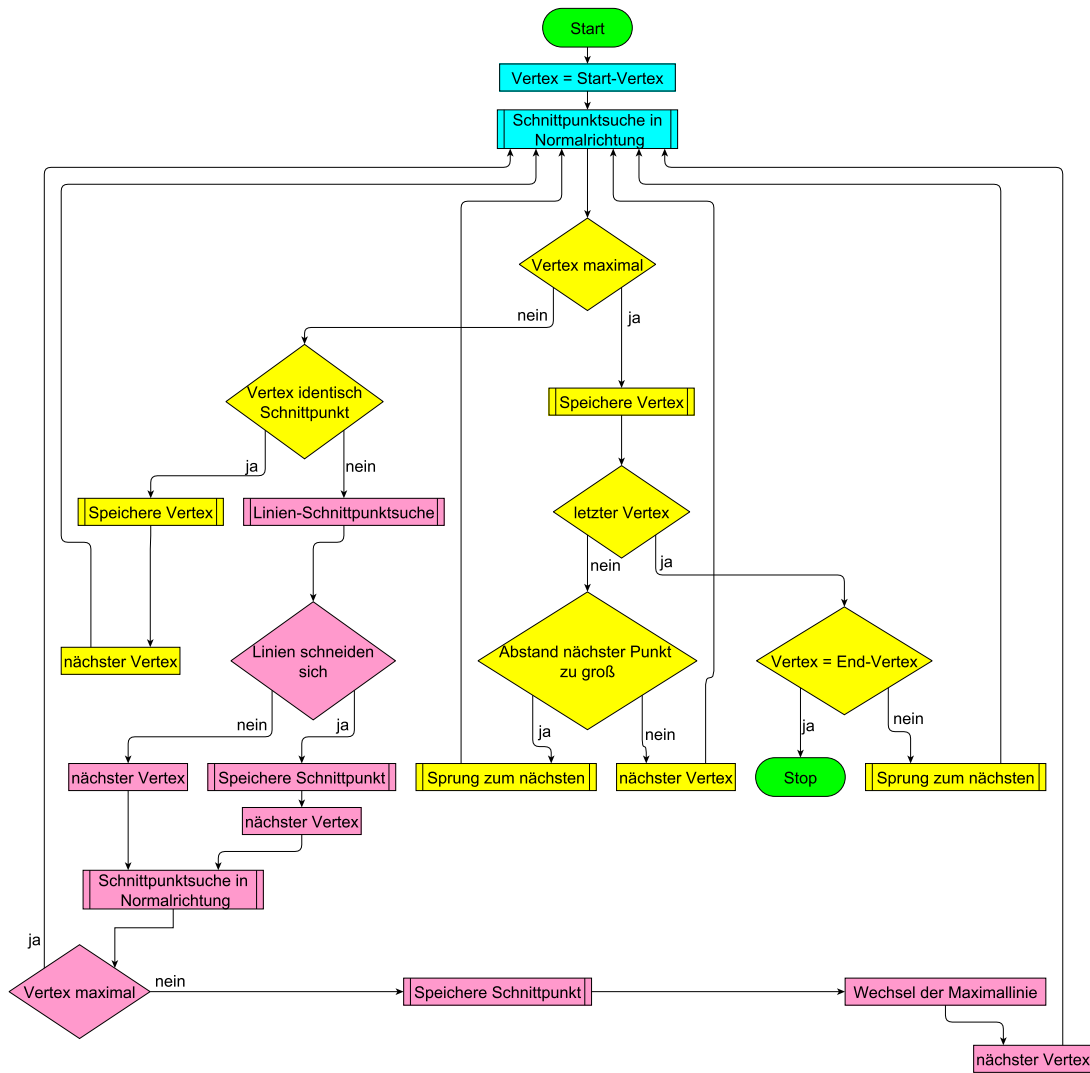 Start
Vertex = Start-Vertex
Schnittpunktsuche in
Normalrichtung
Vertex maximal
nein
ja
Vertex identisch
Schnittpunkt
Speichere Vertex
ja
nein
Speichere Vertex
Linien-Schnittpunktsuche
letzter Vertex
nein
ja
nächster Vertex
Linien schneiden
sich
Abstand nächster Punkt
zu groß
Vertex = End-Vertex
nein
ja
ja
nein
ja
nein
nächster Vertex
Speichere Schnittpunkt
Sprung zum nächsten
nächster Vertex
Stop
Sprung zum nächsten
nächster Vertex
Schnittpunktsuche in
Normalrichtung
ja
Vertex maximal
nein
Speichere Schnittpunkt
Wechsel der Maximallinie
nächster Vertex